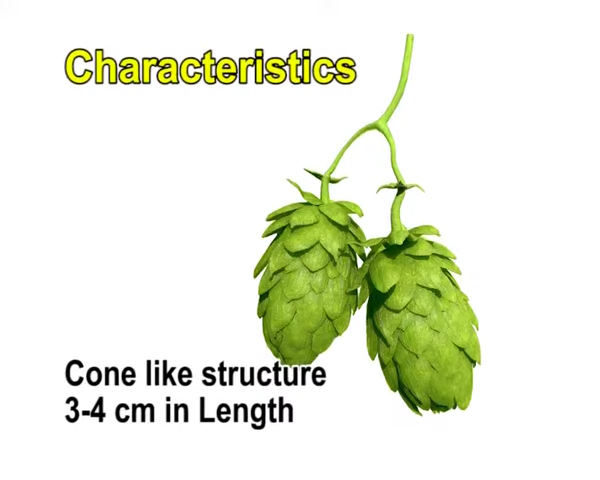 Characteristics
Cone like structure
3-4 cm in Length